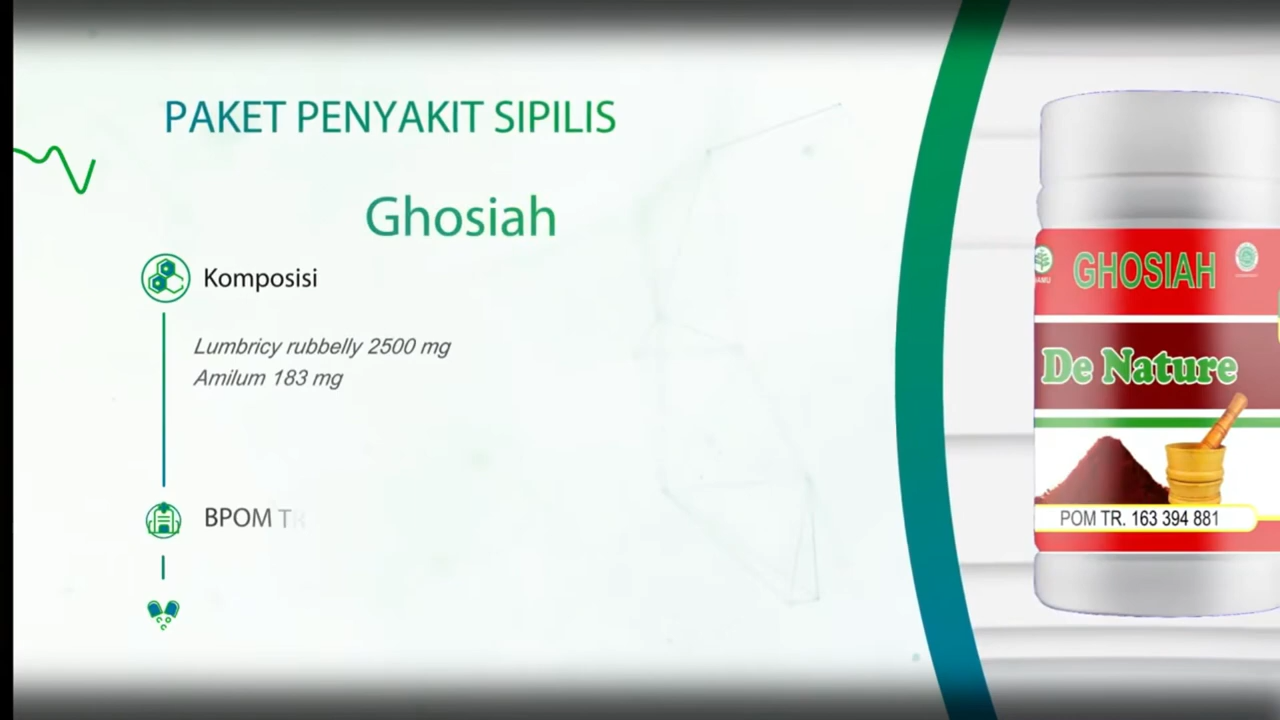 PAKET PENYAKIT SIPILIS
Ghosiah
Komposisi
Lumbricy rubbelly 2500 mg
Amilum 183 mg
BPOM TR
GHOSIAH
De Nature
POM TR. 163 394 881